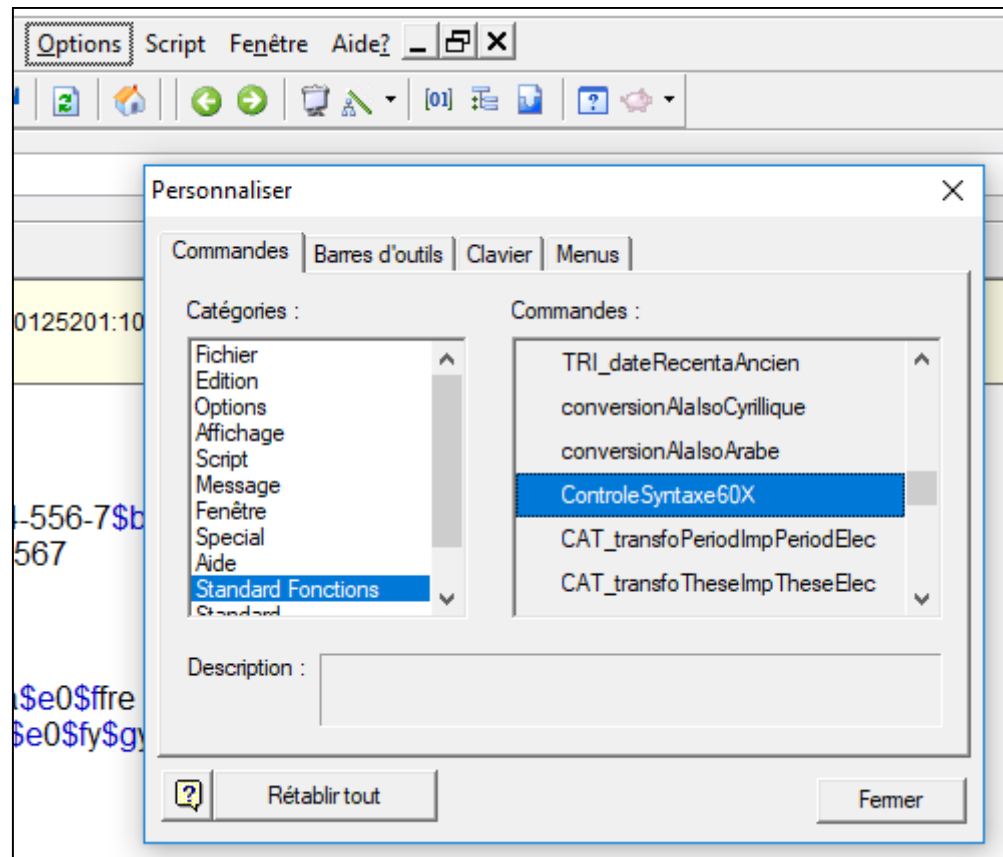 Options Script Fenêtre Aide?
[01]
Personnaliser
Commandes Barres d'outils Clavier Menus
Catégories :
Commandes :
Fichier
Edition
Options
Affichage
Script
Message
Fenêtre
Special
Aide
Standard Fonctions
Standard
TRI_dateRecentaAncien
conversionAlaIsoCyrillique
conversionAlaIsoArabe
ControleSyntaxe60X
CAT_transfoPeriodImpPeriodElec
CAT_transfoTheseImpTheseElec
Description :
Rétablir tout
Fermer
0125201:10
-556-7$b
567
$e0$ffre
$e0$fy$gy